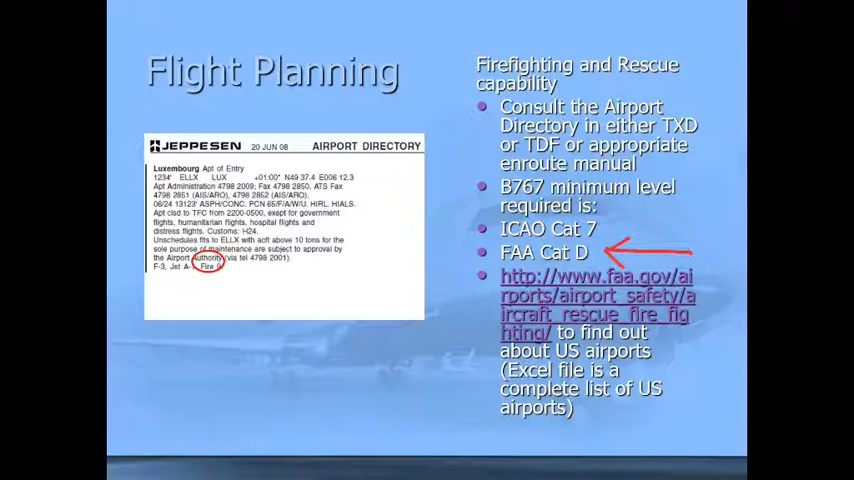 Flight Planning
JEPPESEN 20 JUN 08 AIRPORT DIRECTORY
Luxembourg Apt of Entry
1234' ELLX LUX +01:00* N49 37.4 E006 12.3
Apt Administration 4798 2009; Fax 4798 2850. ATS Fax
4798 2851 (AIS/ARO), 4798 2852 (AIS/ARO).
06/24 13123' ASPH/CONC. PCN 65/F/A/W/U. HIRL. HIALS.
Apt clsd to TFC from 2200-0500, exept for government
flights, humanitarian flights, hospital flights and
distress flights. Customs: H24.
Unschedules flts to ELLX with acft above 10 tons for the
sole purpose of maintenance are subject to approval by
the Airport Authority (via tel 4798 2001).
F-3, Jet A-1. Fire 9.
Firefighting and Rescue
capability
Consult the Airport
Directory in either TXD
or TDF or appropriate
enroute manual
B767 minimum level
required is:
ICAO Cat 7
FAA Cat D
http://www.faa.gov/ai
rports/airport_safety/a
ircraft_rescue_fire_fig
hting/ to find out
about US airports
(Excel file is a
complete list of US
airports)